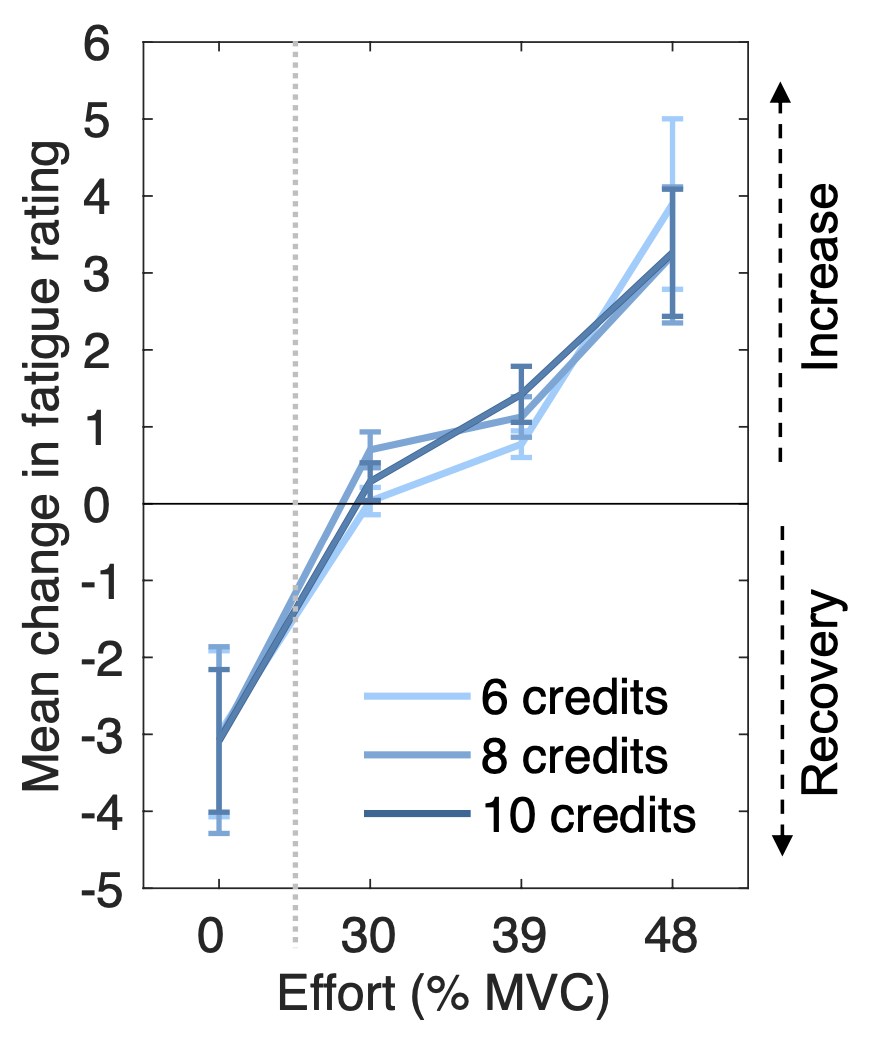 Mean change in fatigue rating
6
5
4
3
2
1
0
-1
-2
-3
-4
-5
0 30 39 48
Effort (% MVC)
6 credits
8 credits
10 credits
Increase
Recovery